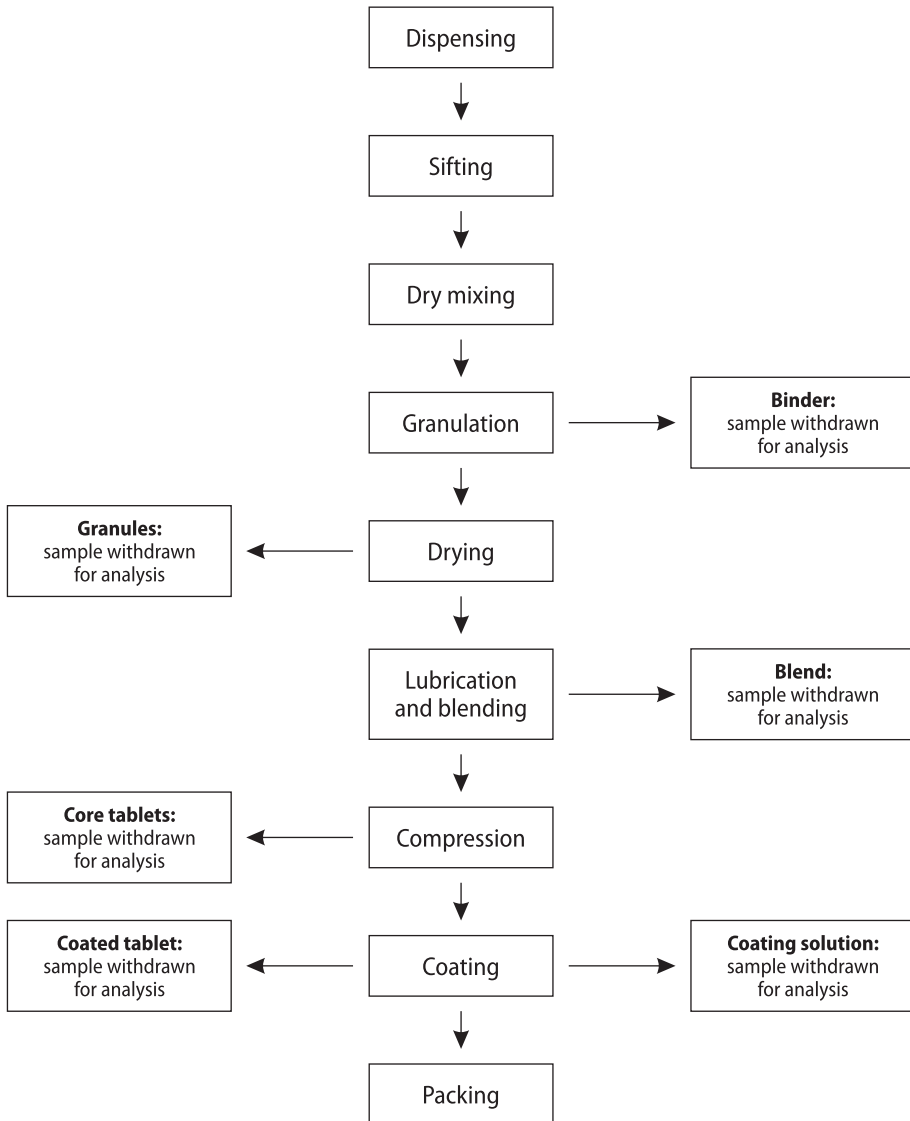 Dispensing
Sifting
Dry mixing
Granulation
Binder:
sample withdrawn
for analysis
Granules:
sample withdrawn
for analysis
Drying
Lubrication
and blending
Blend:
sample withdrawn
for analysis
Core tablets:
sample withdrawn
for analysis
Compression
Coated tablet:
sample withdrawn
for analysis
Coating
Coating solution:
sample withdrawn
for analysis
Packing